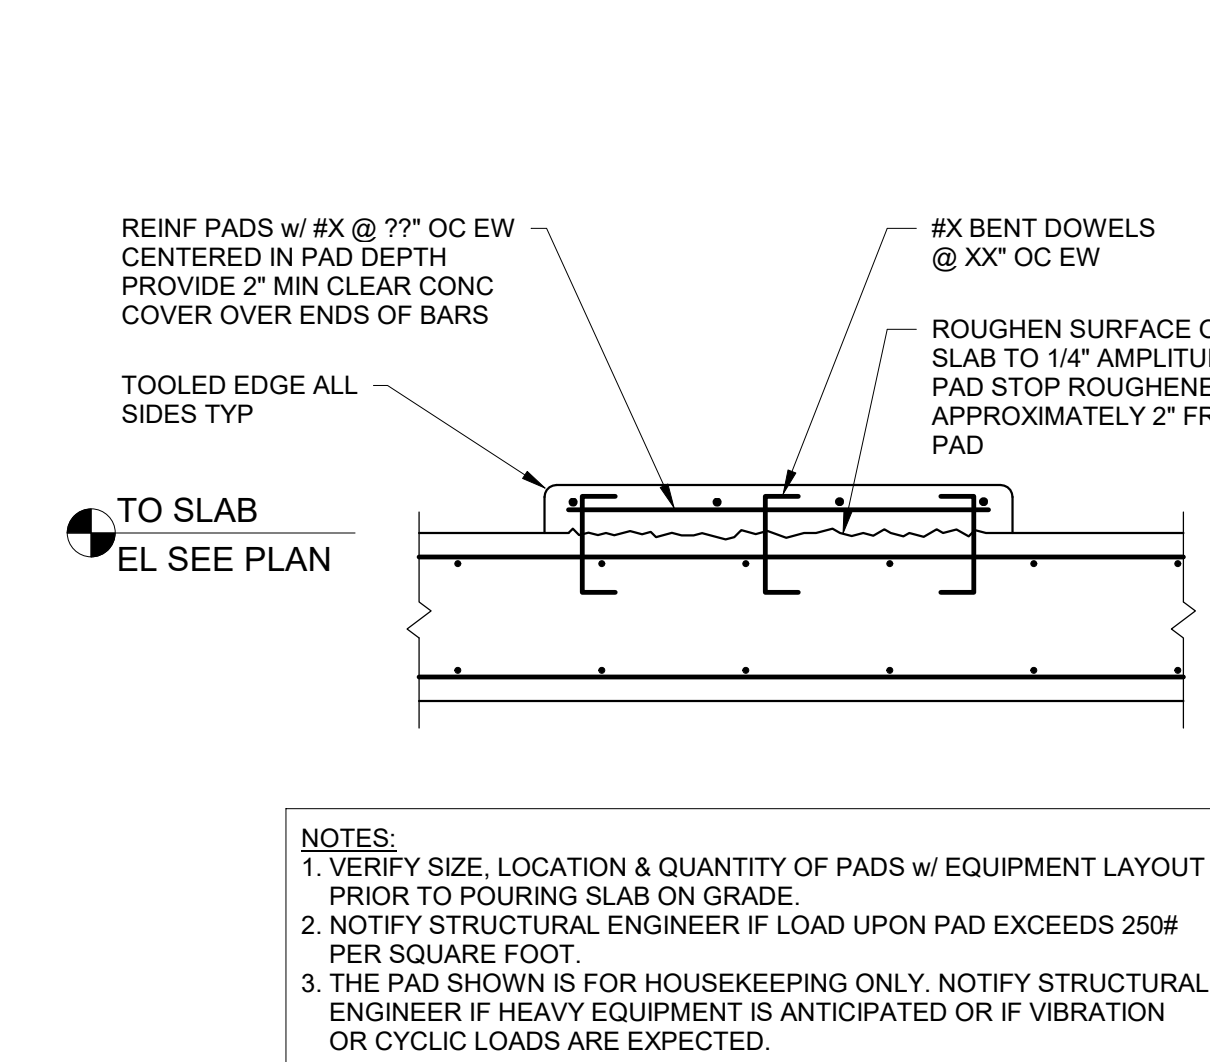 REINF PADS w/ #X @ ??" OC EW
CENTERED IN PAD DEPTH
PROVIDE 2" MIN CLEAR CONC
COVER OVER ENDS OF BARS
TOOLED EDGE ALL
SIDES TYP
TO SLAB
EL SEE PLAN
#X BENT DOWELS
@ XX" OC EW
ROUGHEN SURFACE
SLAB TO 1/4"
PAD STOP
APPROXIMATELY 2"
PAD
NOTES:
1. VERIFY SIZE, LOCATION & QUANTITY OF PADS w/ EQUIPMENT LAYOUT
PRIOR TO POURING SLAB ON GRADE.
2. NOTIFY STRUCTURAL ENGINEER IF LOAD UPON PAD EXCEEDS 250#
PER SQUARE FOOT.
3. THE PAD SHOWN IS FOR HOUSEKEEPING ONLY. NOTIFY STRUCTURAL
ENGINEER IF HEAVY EQUIPMENT IS ANTICIPATED OR IF VIBRATION
OR CYCLIC LOADS ARE EXPECTED.